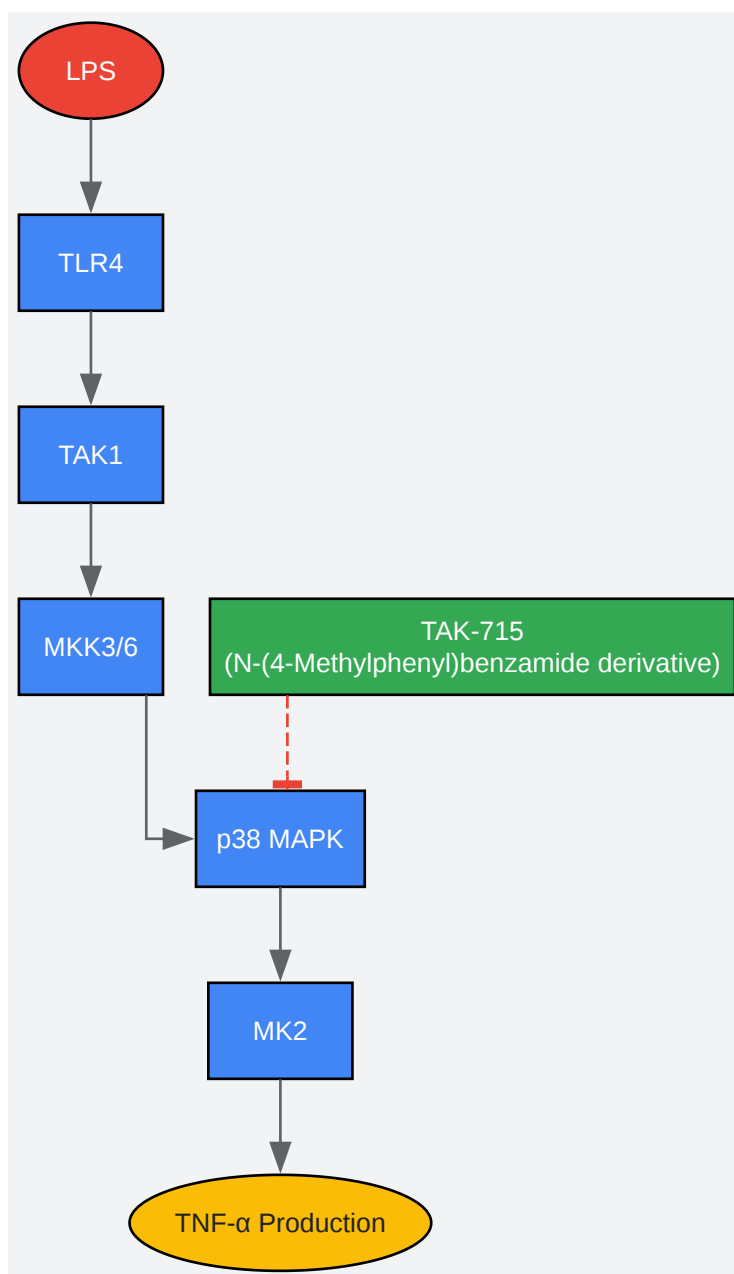 LPS
TLR4
TAK1
MKK3/6
TAK-715
(N-(4-Methylphenyl)benzamide derivative)
p38 MAPK
MK2
TNF-α Production